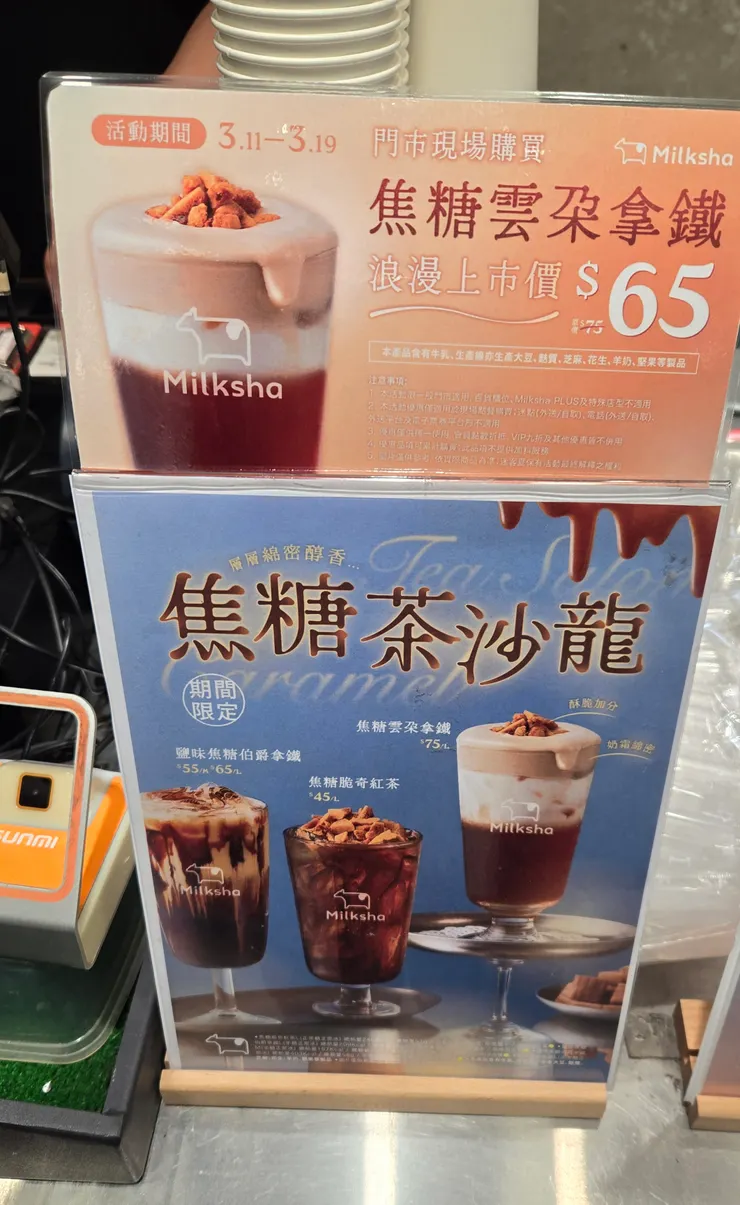 活動期間 3.11－3.19
門市現場購買
Milksha
焦糖雲朵拿鐵
浪漫上市價 $65
$75
本產品含有牛乳，生產線亦生產大豆、麩質、芝麻、花生、羊奶、堅果等製品
注意事項:
Milksha
層層綿密醇香...
Tea Salon
焦糖茶沙龍
Caramel
期間
限定
焦糖雲朵拿鐵
$75/L
酥脆加分
奶霜綿密
鹽味焦糖伯爵拿鐵
$55/M $65/L
焦糖脆奇紅茶
$45/L
Milksha
Milksha
Milksha
SUNMI